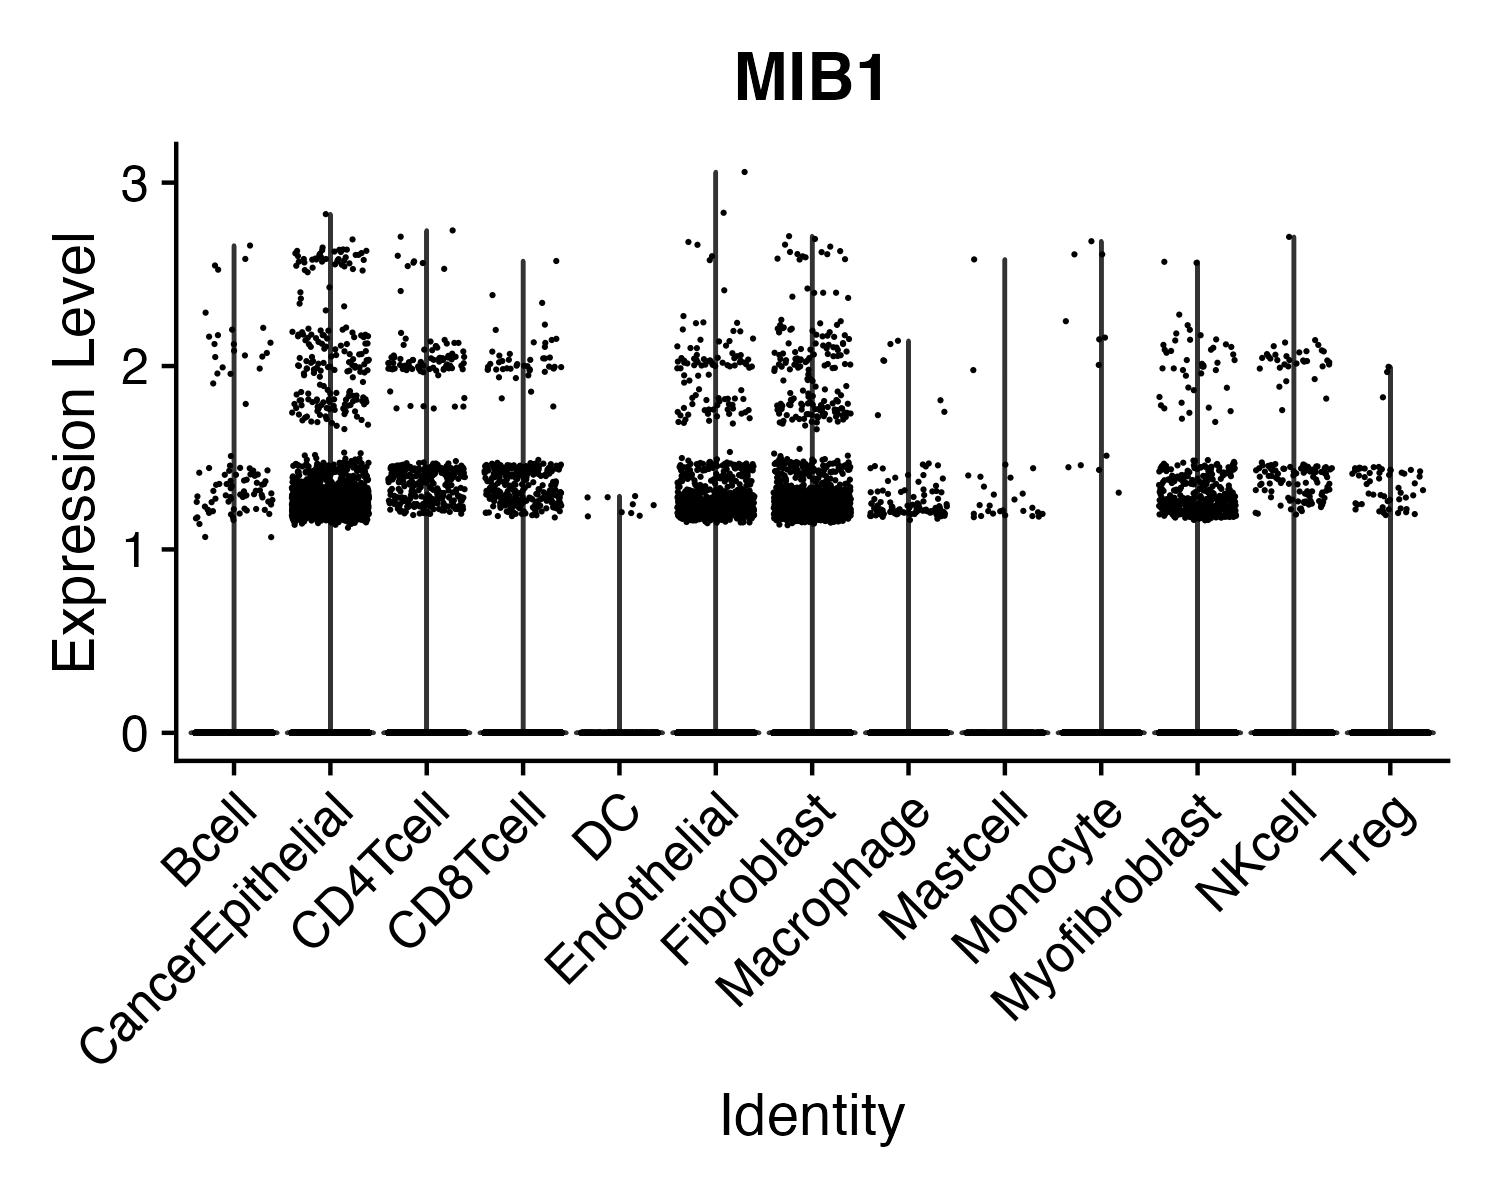 MIB1
Expression Level
3
2
1
0
Bcell
CancerEpithelial
CD4Tcell
CD8Tcell
DC
Endothelial
Fibroblast
Macrophage
Mastcell
Monocyte
Myofibroblast
NKcell
Treg
Identity